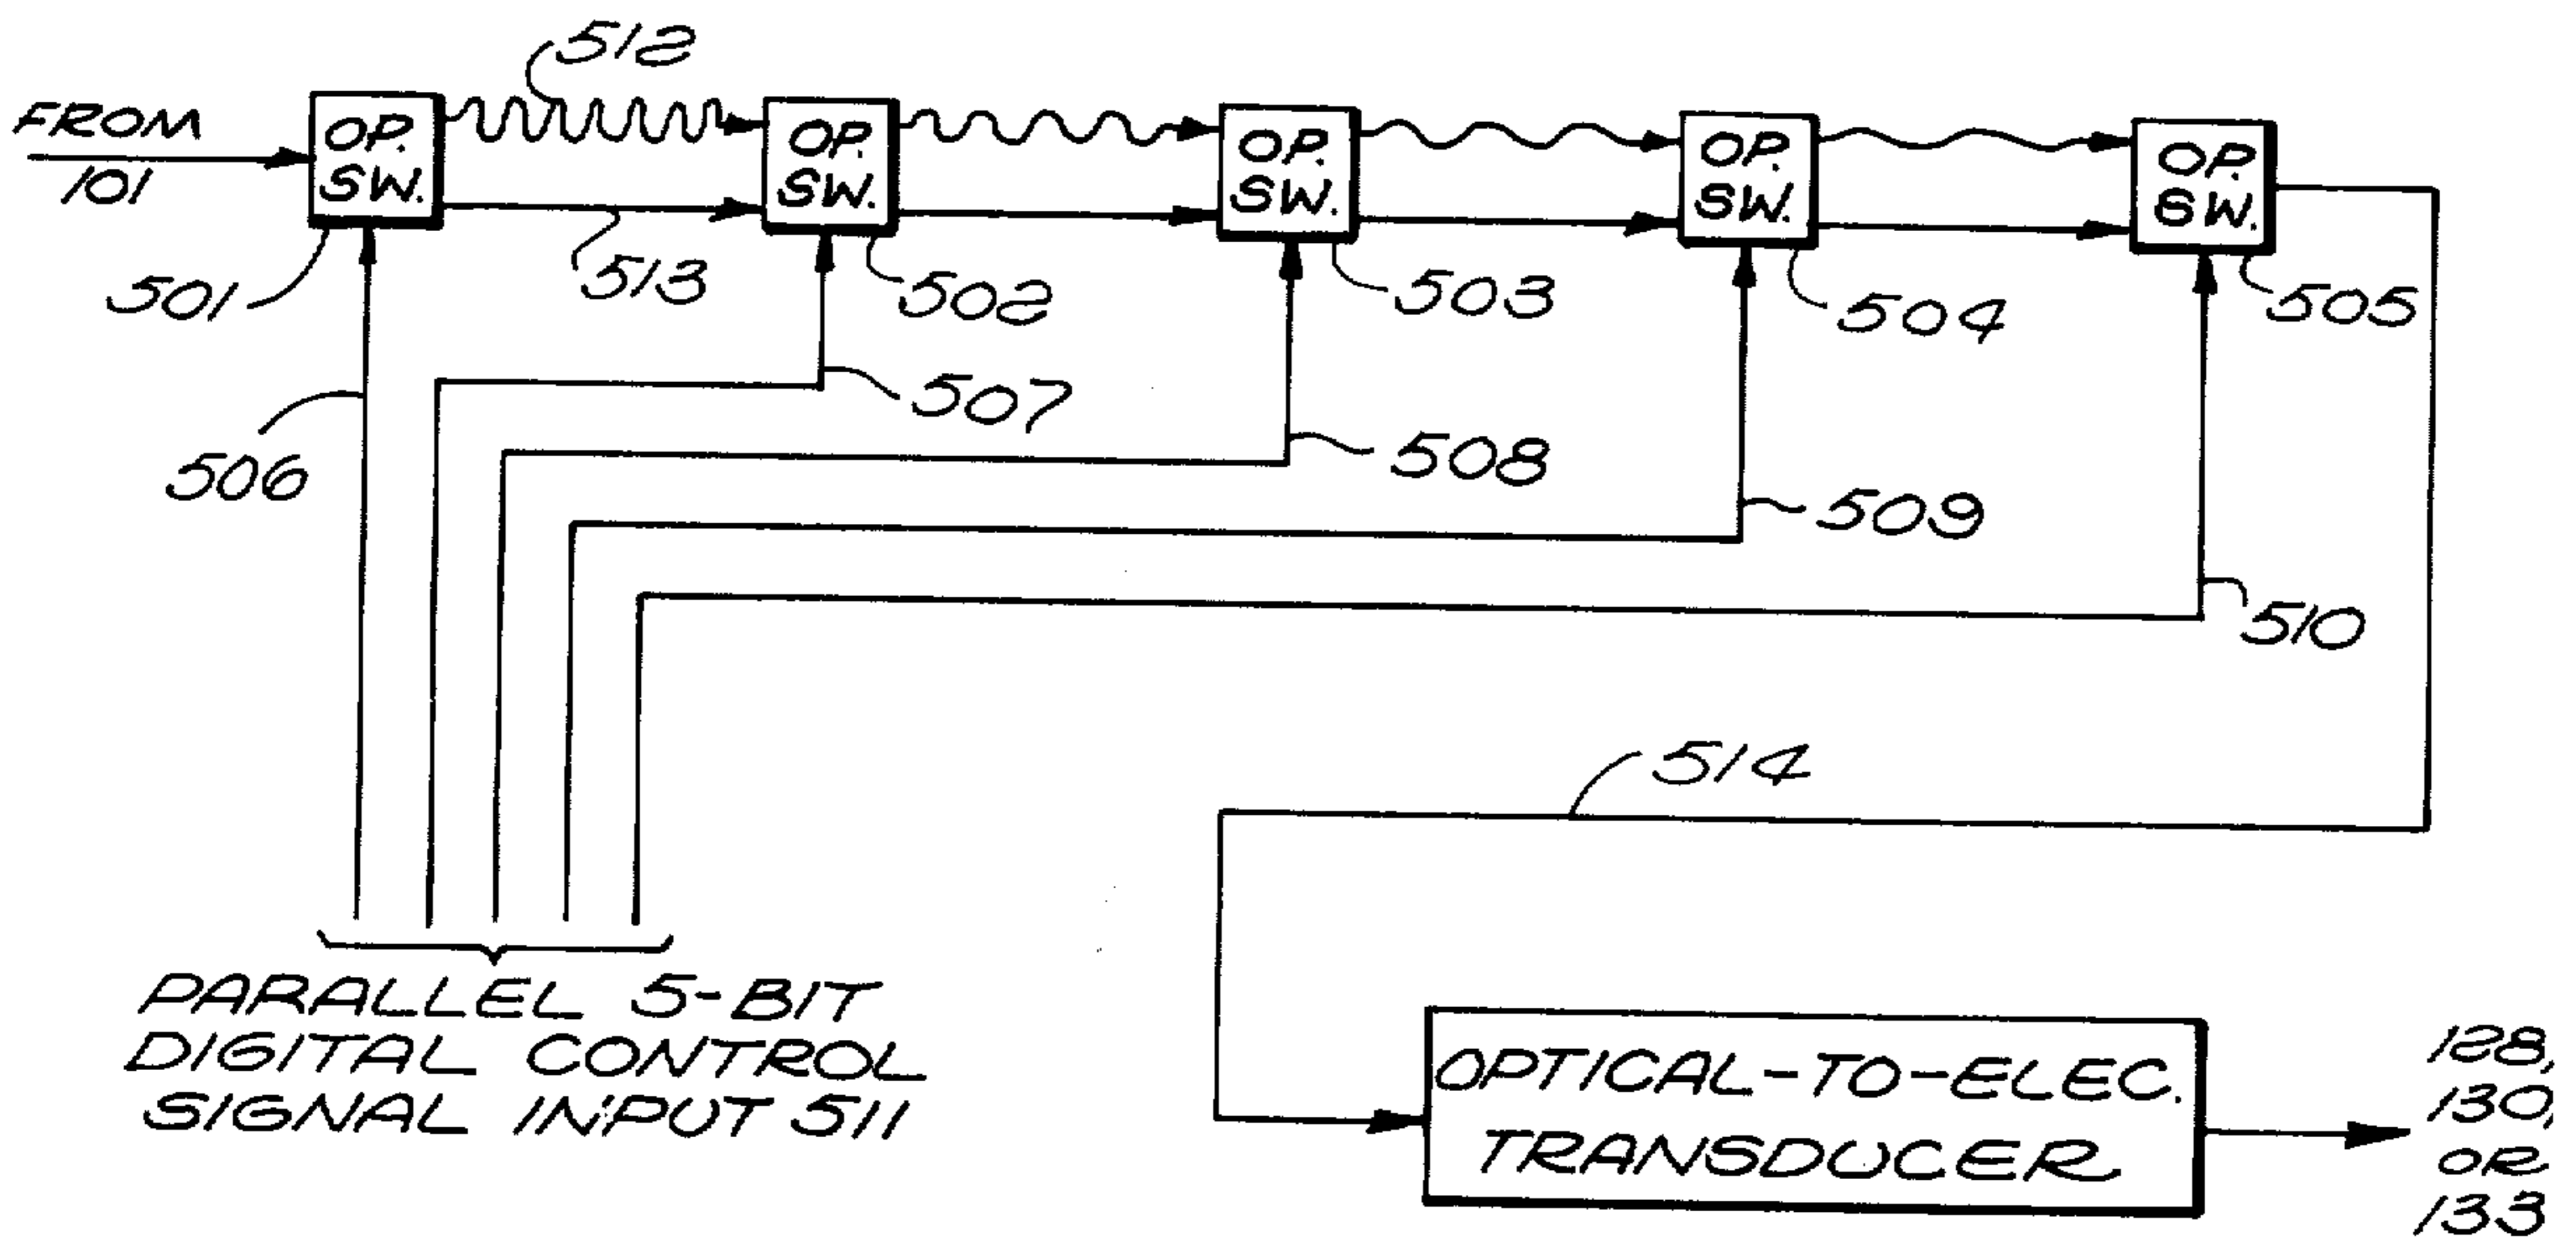 512
FROM
101
OP.
SW.
OP.
SW.
OP.
SW.
OP.
SW.
OP.
SW.
501
513
502
503
504
505
506
507
508
509
510
514
PARALLEL 5-BIT
DIGITAL CONTROL
SIGNAL INPUT 511
OPTICAL-TO-ELEC.
TRANSDUCER
128,
130,
OR
133